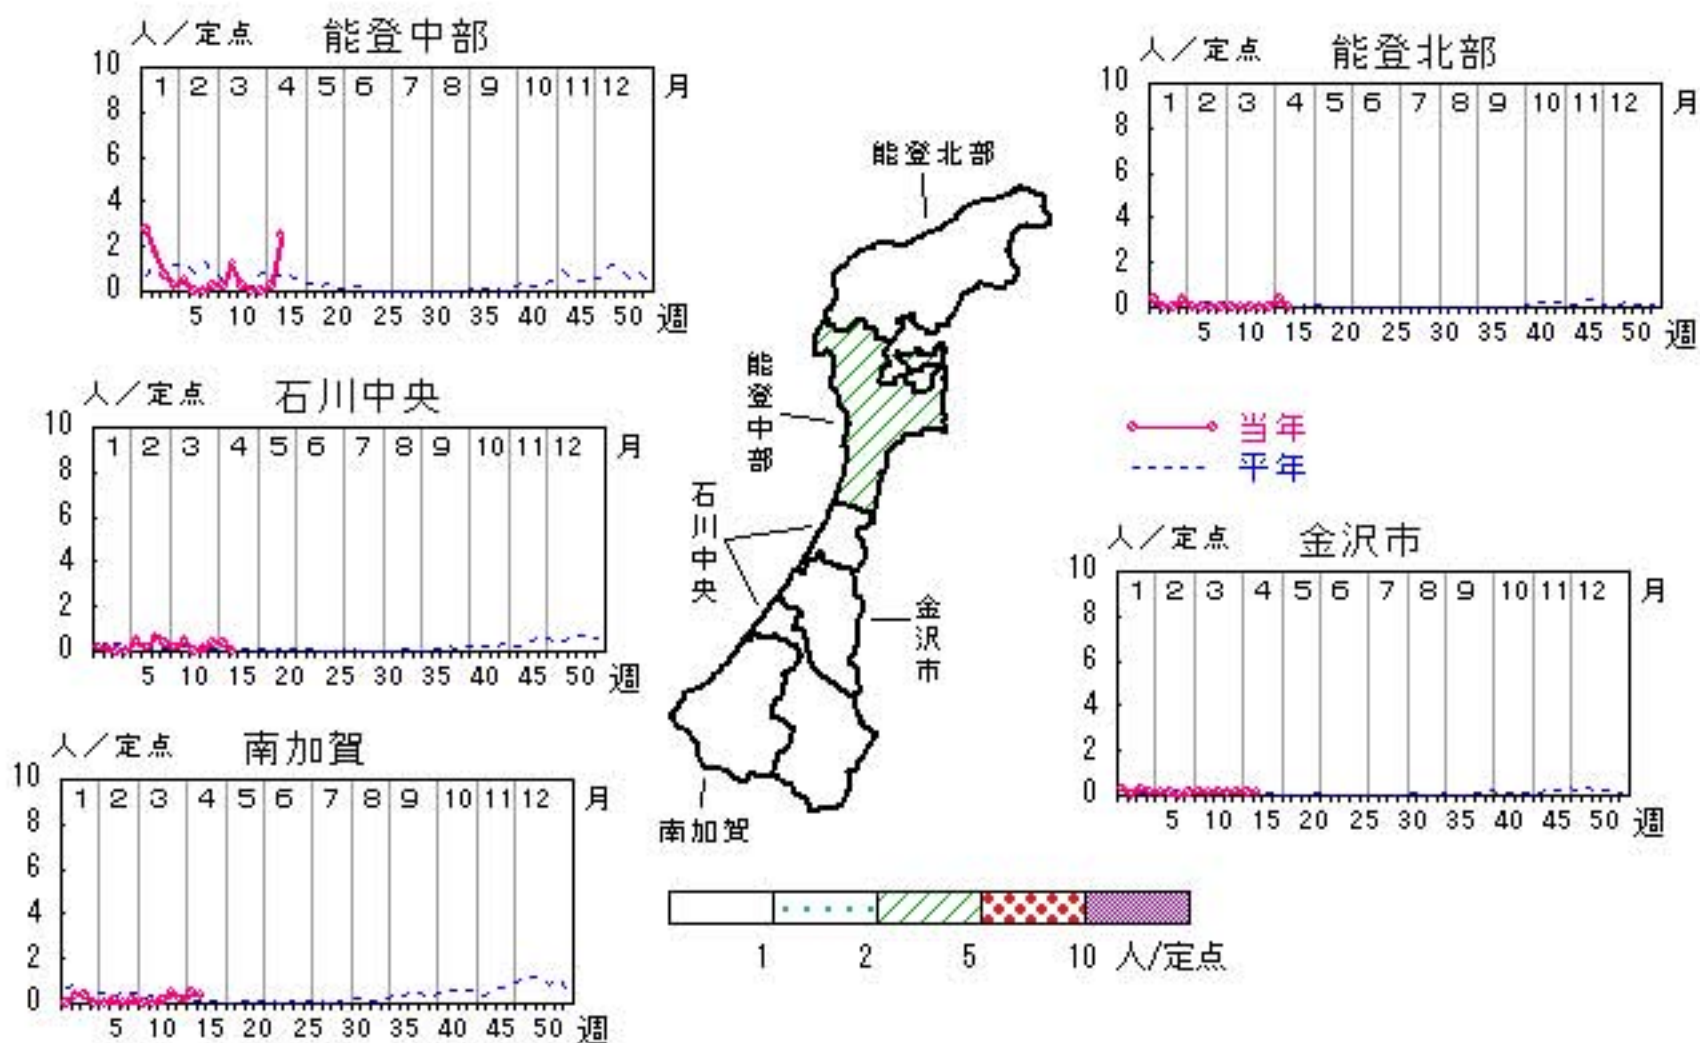 人／定点 能登中部
10 8 6 4 2 0
1 2 3 4 5 6 7 8 9 10 11 12 月
5 10 15 20 25 30 35 40 45 50 週
人／定点 能登北部
10 8 6 4 2 0
1 2 3 4 5 6 7 8 9 10 11 12 月
5 10 15 20 25 30 35 40 45 50 週
人／定点 石川中央
10 8 6 4 2 0
1 2 3 4 5 6 7 8 9 10 11 12 月
5 10 15 20 25 30 35 40 45 50 週
能登北部
能登中部
石川中央
金沢市
南加賀
当年
平年
人／定点 金沢市
10 8 6 4 2 0
1 2 3 4 5 6 7 8 9 10 11 12 月
5 10 15 20 25 30 35 40 45 50 週
人／定点 南加賀
10 8 6 4 2 0
1 2 3 4 5 6 7 8 9 10 11 12 月
5 10 15 20 25 30 35 40 45 50 週
1 2 5 10 人/定点